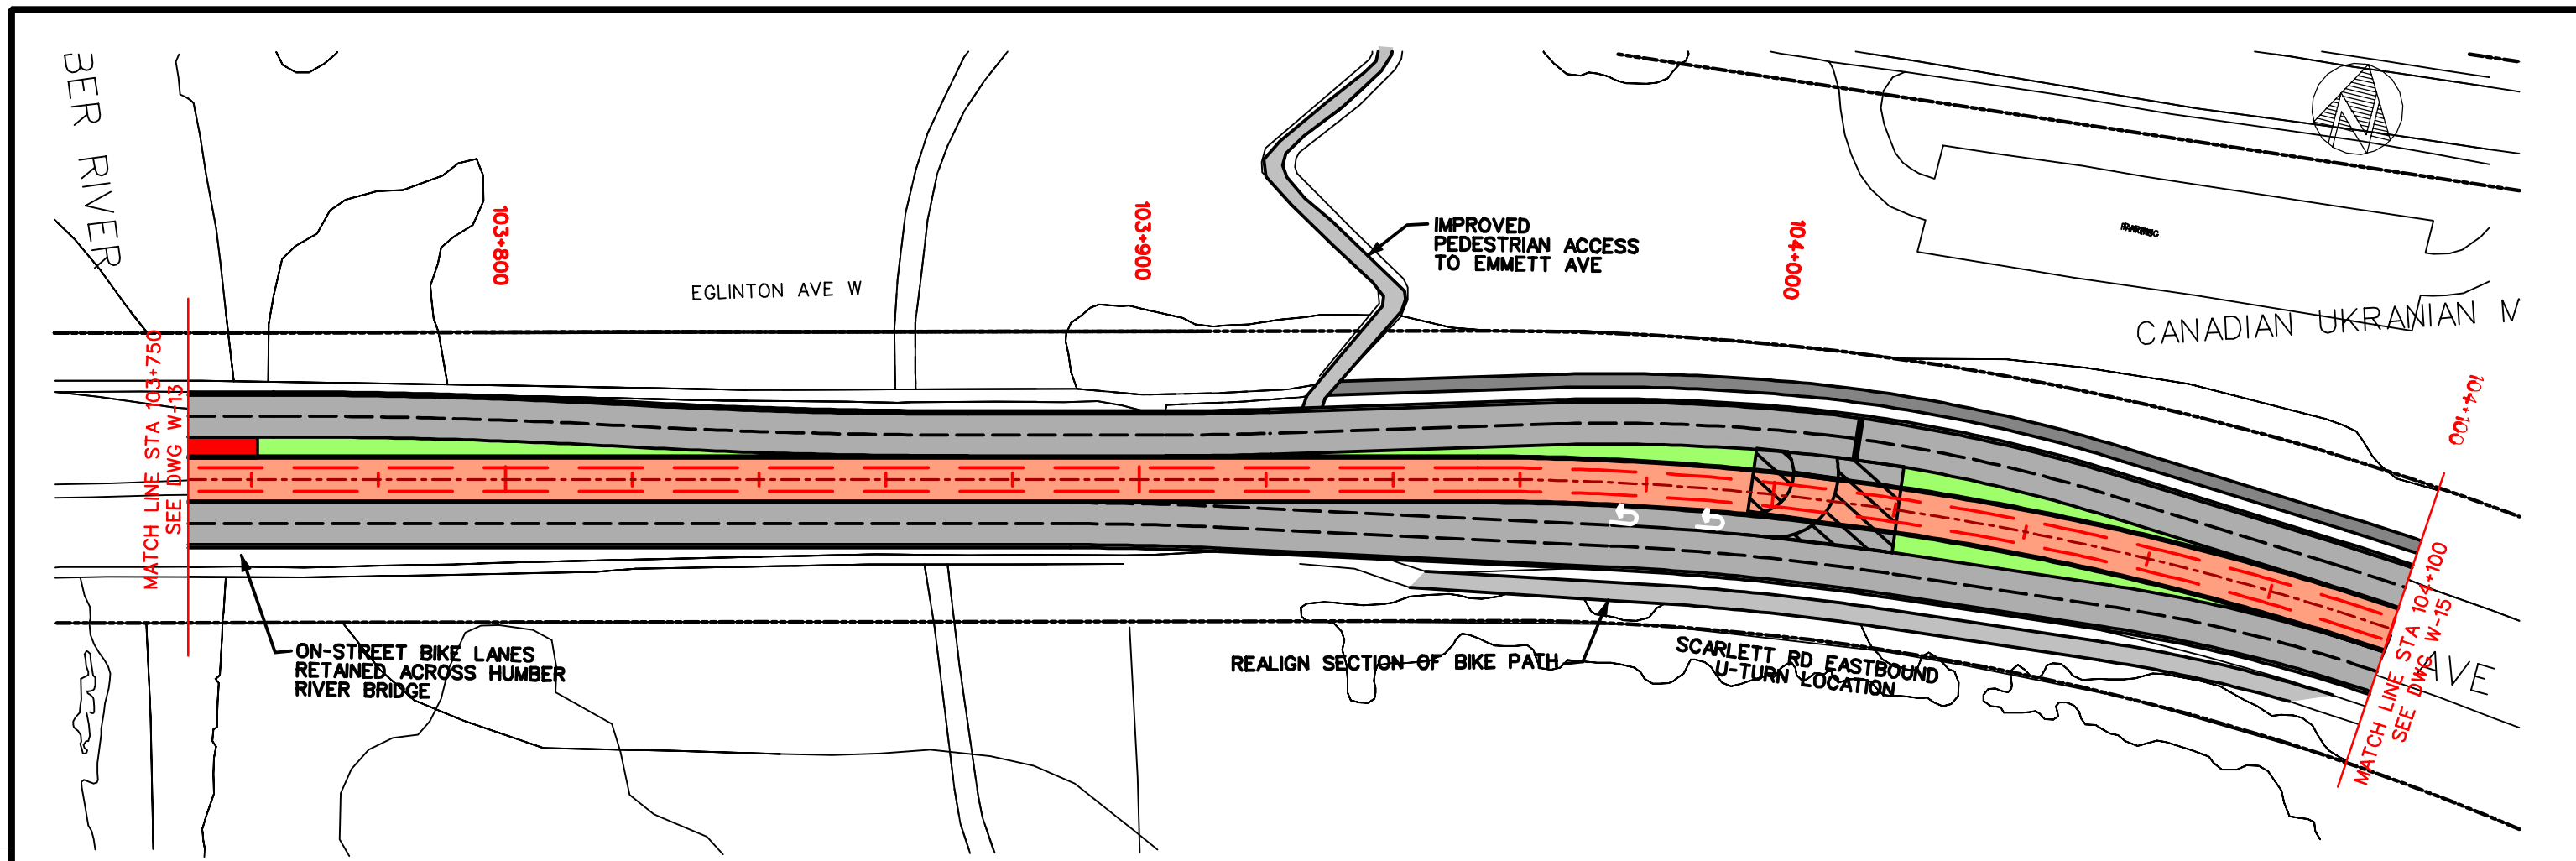 BER RIVER
103+800
103+900
104+000
104+100
IMPROVED
PEDESTRIAN ACCESS
TO EMMETT AVE
EGLINTON AVE W
CANADIAN UKRANIAN M
MATCH LINE STA 103+750
SEE DWG W-13
ON-STREET BIKE LANES
RETAINED ACROSS HUMBER
RIVER BRIDGE
REALIGN SECTION OF BIKE PATH
SCARLETT RD EASTBOUND
U-TURN LOCATION
MATCH LINE STA 104+100
SEE DWG W-15
AVE